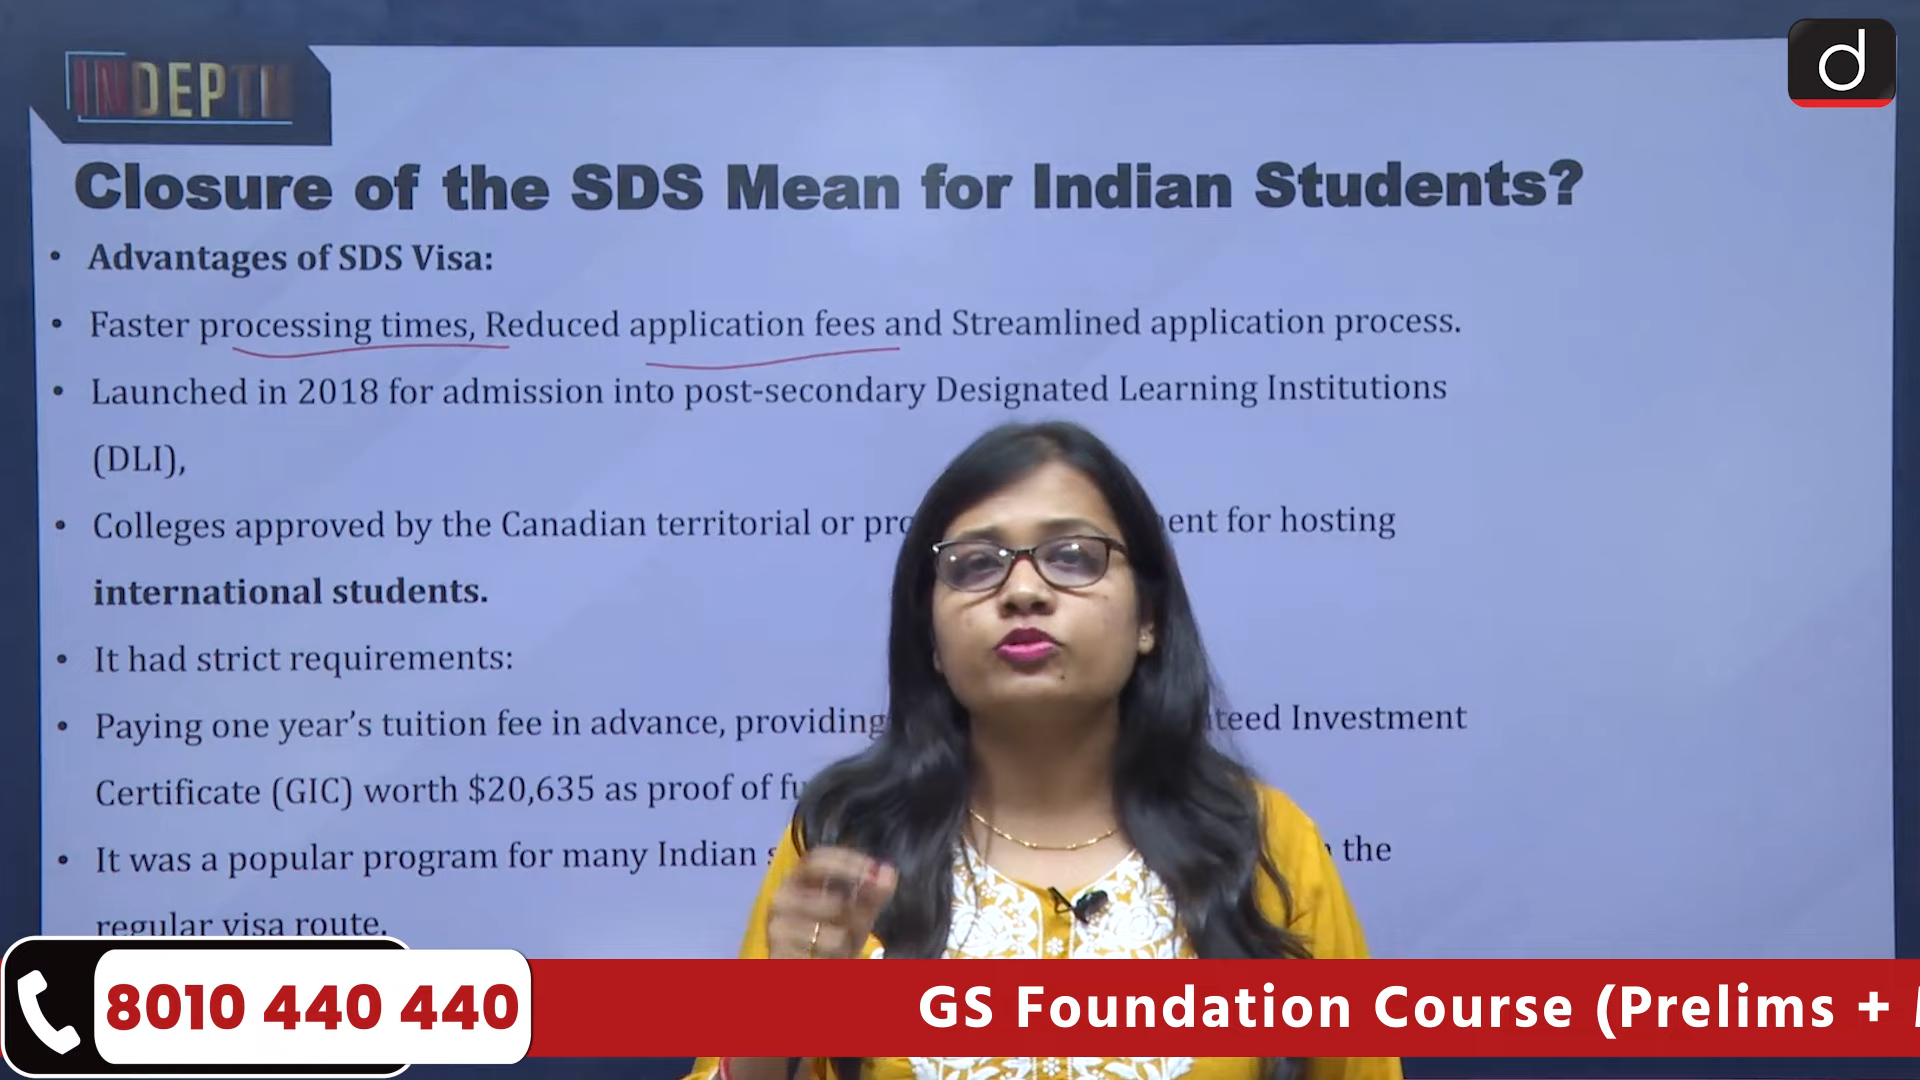 INDEPTH
d
Closure of the SDS Mean for Indian Students?
• Advantages of SDS Visa:
• Faster processing times, Reduced application fees and Streamlined application process.
• Launched in 2018 for admission into post-secondary Designated Learning Institutions
(DLI),
• Colleges approved by the Canadian territorial or for hosting
international students.
• It had strict requirements:
• Paying one year’s tuition fee in advance, providing Investment
Certificate (GIC) worth $20,635 as proof of
• It was a popular program for many Indian the
regular visa route.
8010 440 440
GS Foundation Course (Prelims +